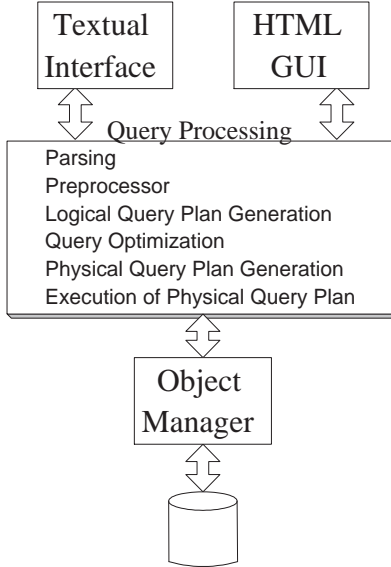 Textual
Interface
HTML
GUI
Query Processing
Parsing
Preprocessor
Logical Query Plan Generation
Query Optimization
Physical Query Plan Generation
Execution of Physical Query Plan
Object
Manager